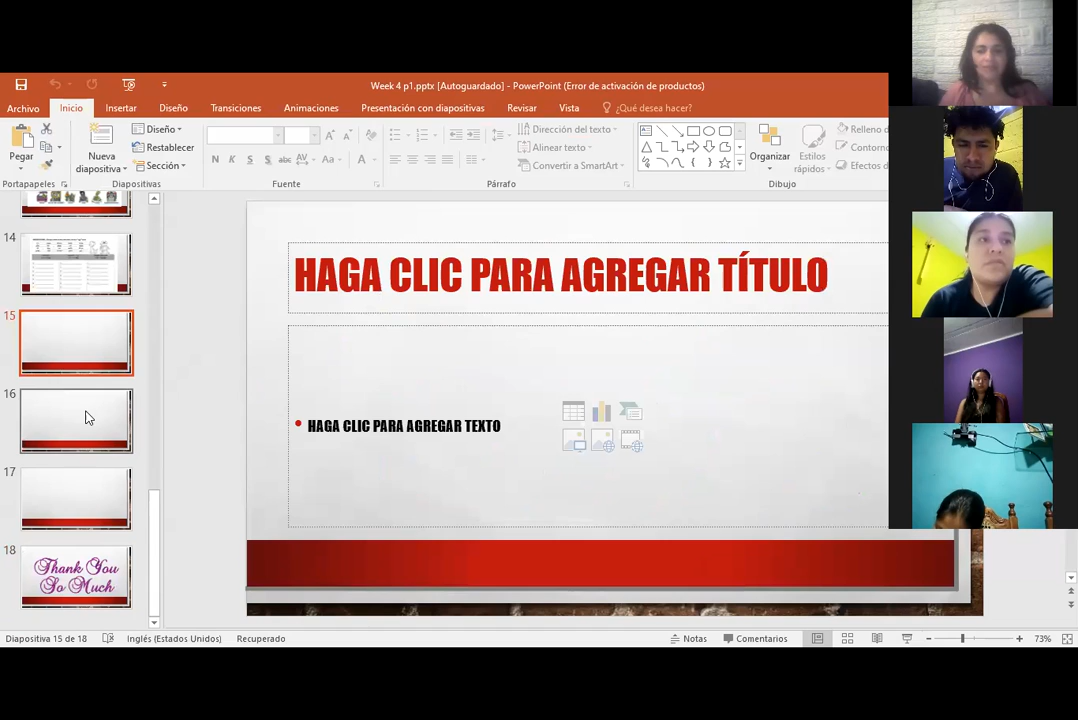 Week 4 p1.pptx [Autoguardado] - PowerPoint (Error de activación de productos)
Archivo Inicio Insertar Diseño Transiciones Animaciones Presentación con diapositivas Revisar Vista ¿Qué desea hacer?
Pegar
Nueva diapositiva
Diseño
Restablecer
Sección
N K S abc AV Aa A
Dirección del texto
Alinear texto
Convertir a SmartArt
Organizar
Estilos rápidos
Relleno d
Contorno
Efectos d
Portapapeles Diapositivas Fuente Párrafo Dibujo
14
15
16
17
18
Thank You
So Much
HAGA CLIC PARA AGREGAR TÍTULO
• HAGA CLIC PARA AGREGAR TEXTO
Diapositiva 15 de 18 Inglés (Estados Unidos) Recuperado Notas Comentarios 73%